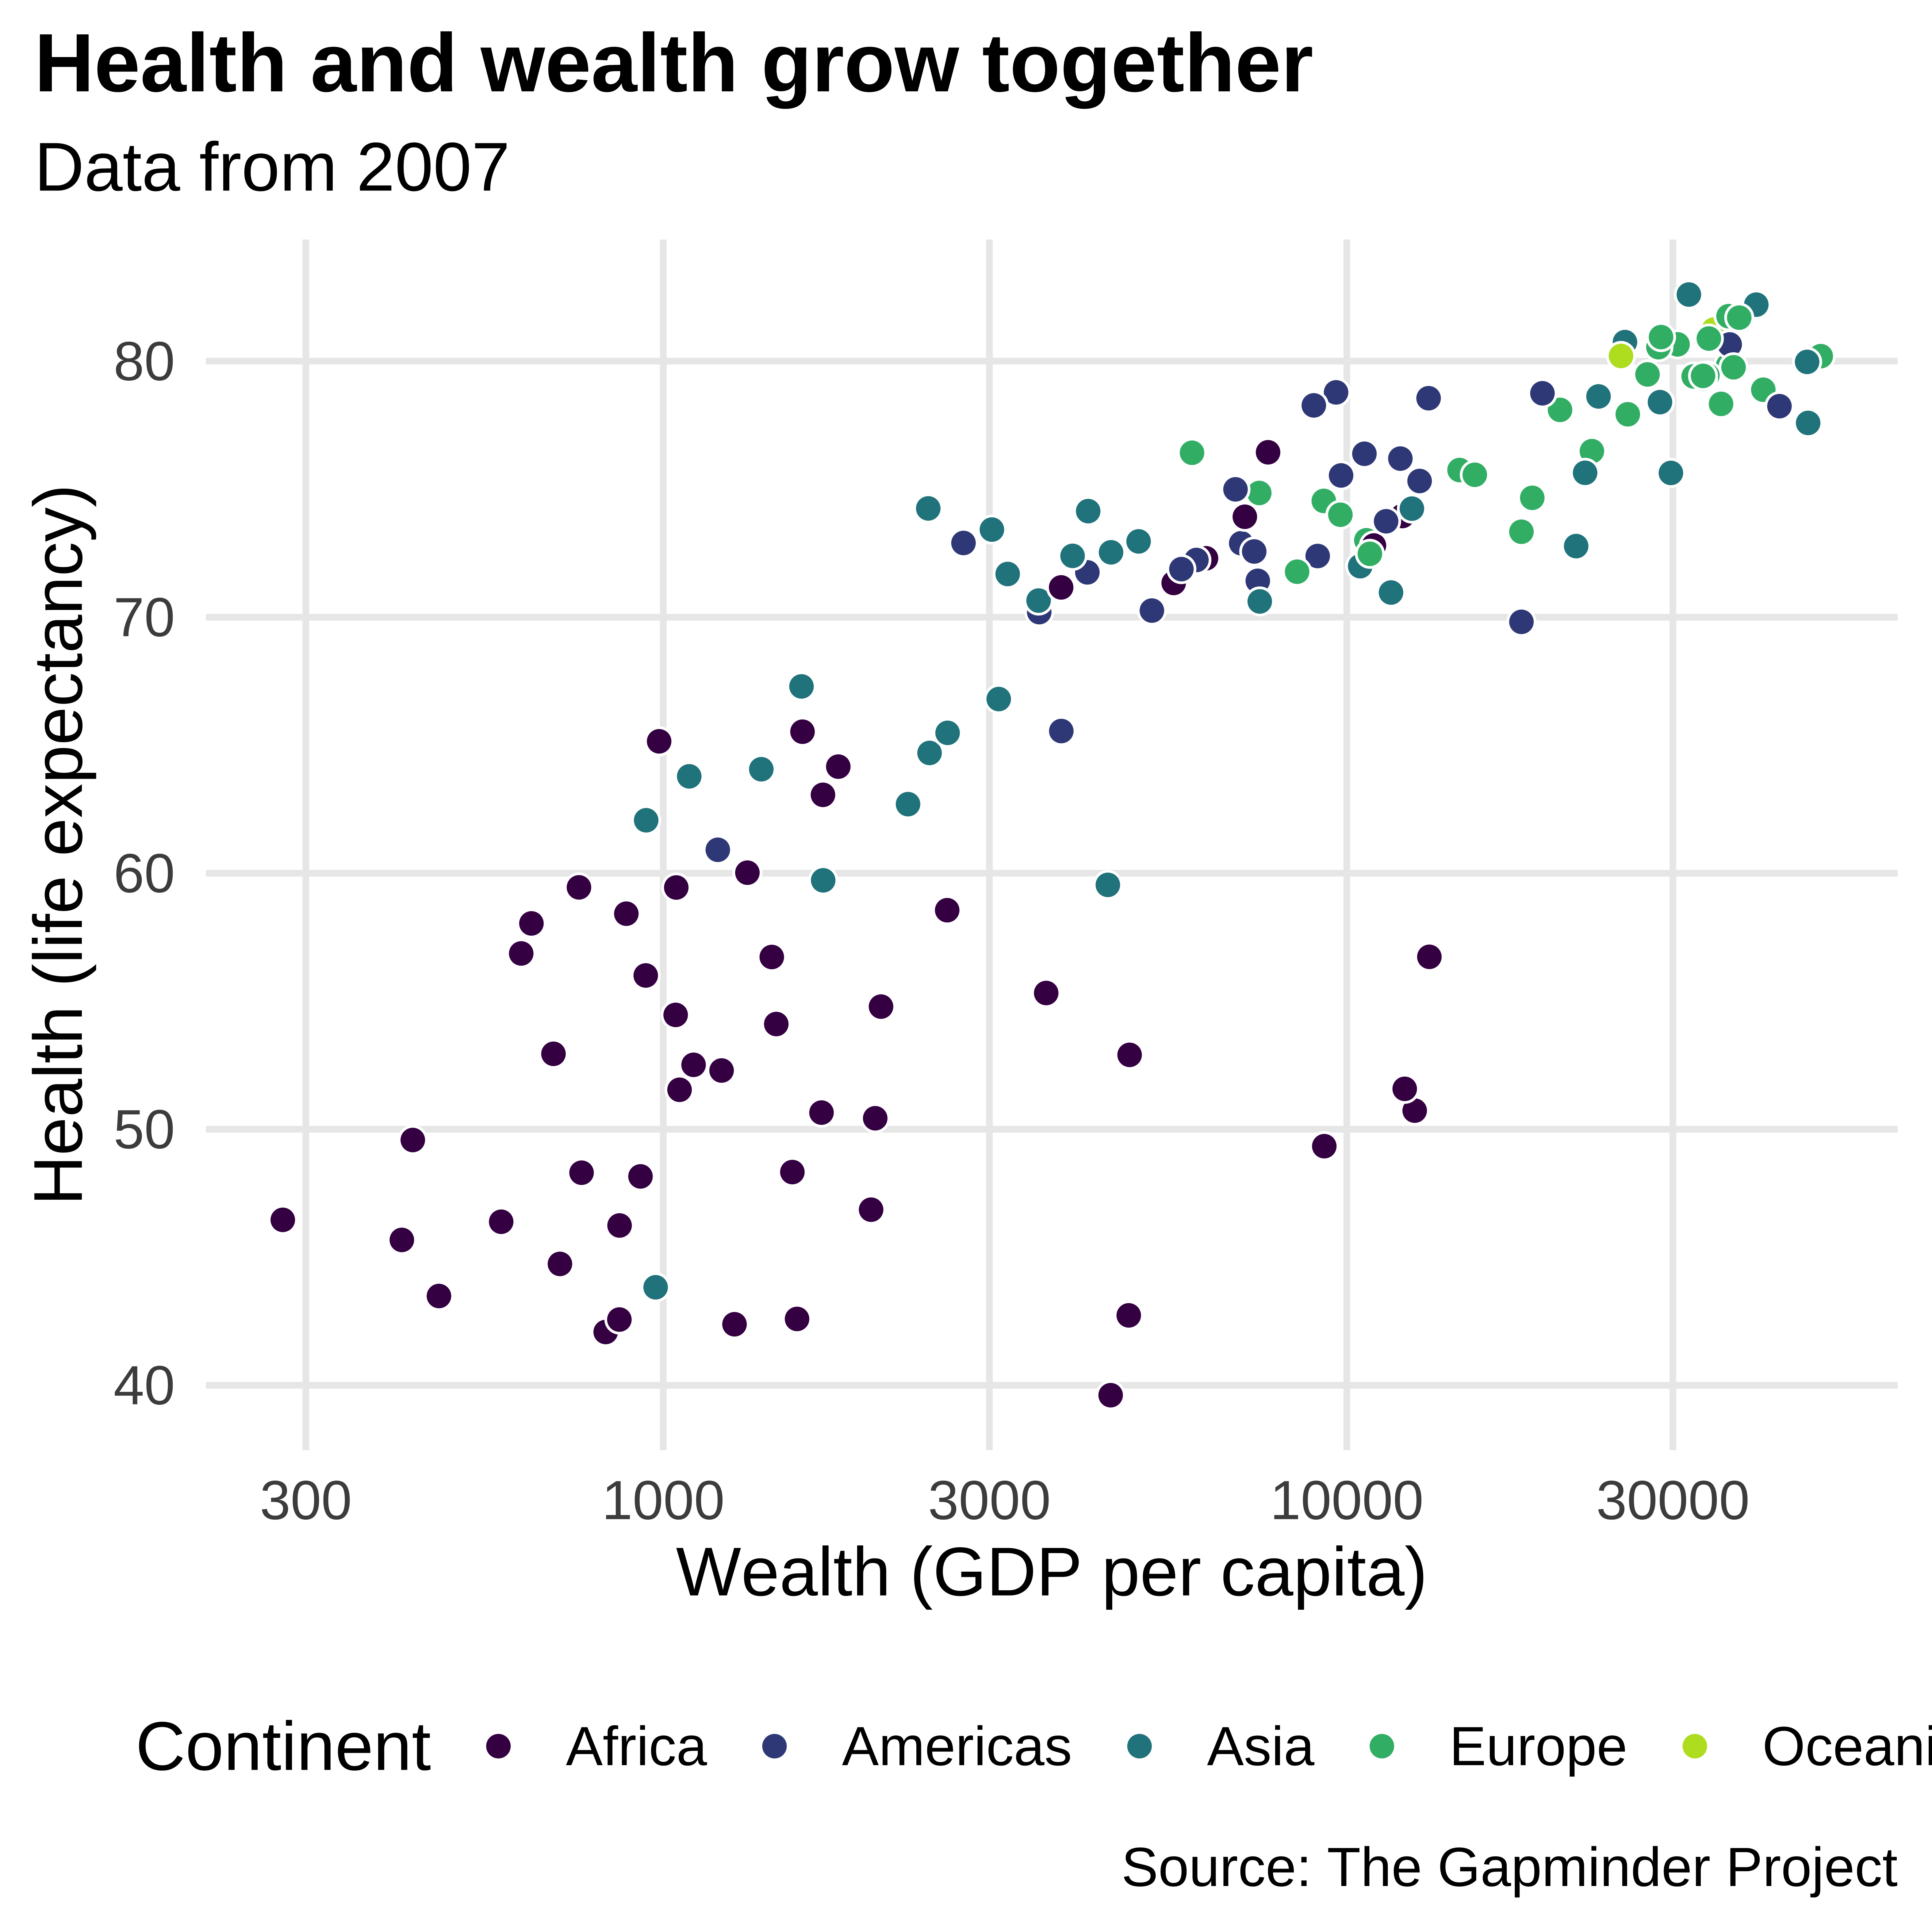 Health and wealth grow together
Data from 2007
Health (life expectancy)
80
70
60
50
40
300 1000 3000 10000 30000
Wealth (GDP per capita)
Continent Africa Americas Asia Europe Oceani
Source: The Gapminder Project